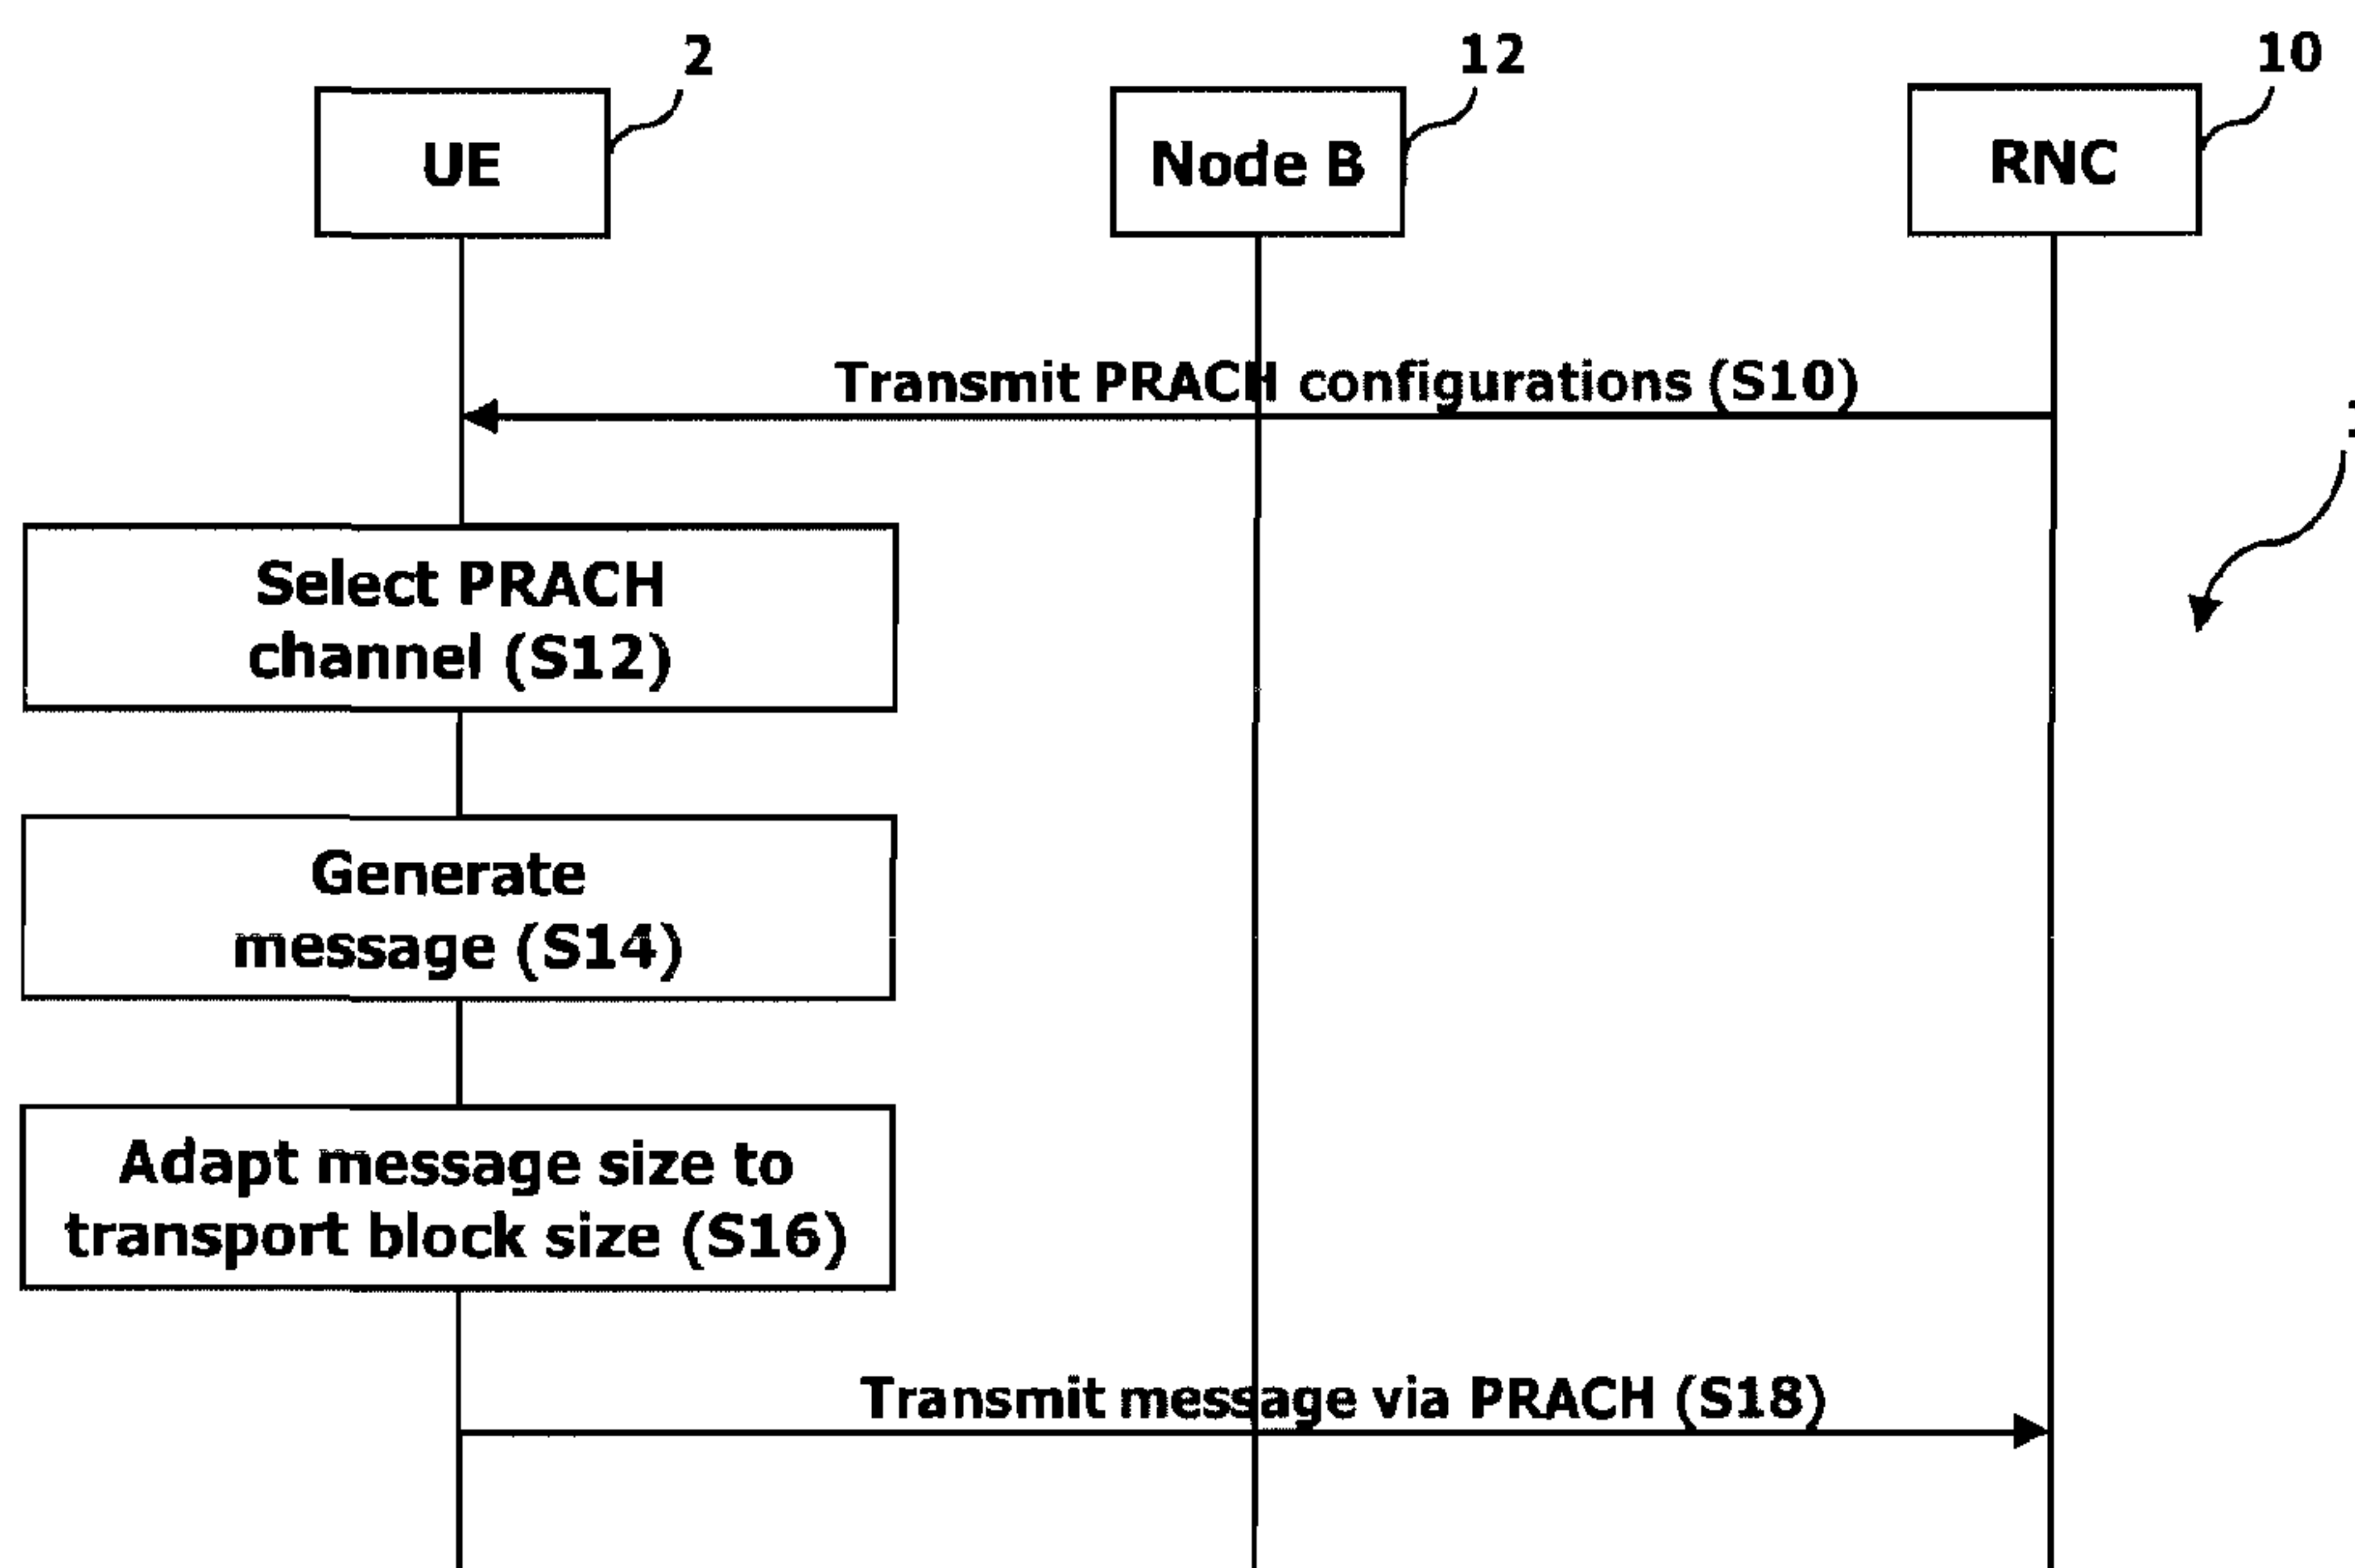 2
12
10
UE
Node B
RNC
Transmit PRACH configurations (S10)
Select PRACH
channel (S12)
Generate
message (S14)
Adapt message size to
transport block size (S16)
Transmit message via PRACH (S18)